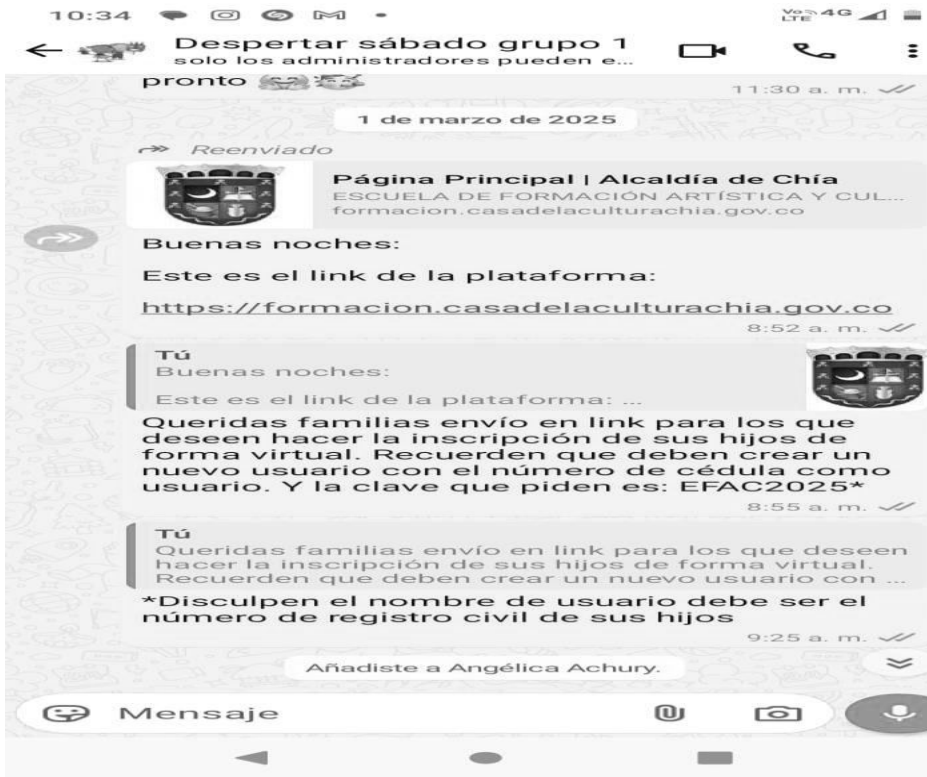 10:34
Vo LTE 4G
Despertar sábado grupo 1
solo los administradores pueden e...
pronto
11:30 a. m.
1 de marzo de 2025
Reenviado
Página Principal | Alcaldía de Chía
ESCUELA DE FORMACIÓN ARTÍSTICA Y CUL...
formacion.casadelaculturachia.gov.co
Buenas noches:
Este es el link de la plataforma:
https://formacion.casadelaculturachia.gov.co
8:52 a. m.
Tú
Buenas noches:
Este es el link de la plataforma: ...
Queridas familias envío en link para los que
deseen hacer la inscripción de sus hijos de
forma virtual. Recuerden que deben crear un
nuevo usuario con el número de cédula como
usuario. Y la clave que piden es: EFAC2025*
8:55 a. m.
Tú
Queridas familias envío en link para los que deseen
hacer la inscripción de sus hijos de forma virtual.
Recuerden que deben crear un nuevo usuario con ...
*Disculpen el nombre de usuario debe ser el
número de registro civil de sus hijos
9:25 a. m.
Añadiste a Angélica Achury.
Mensaje